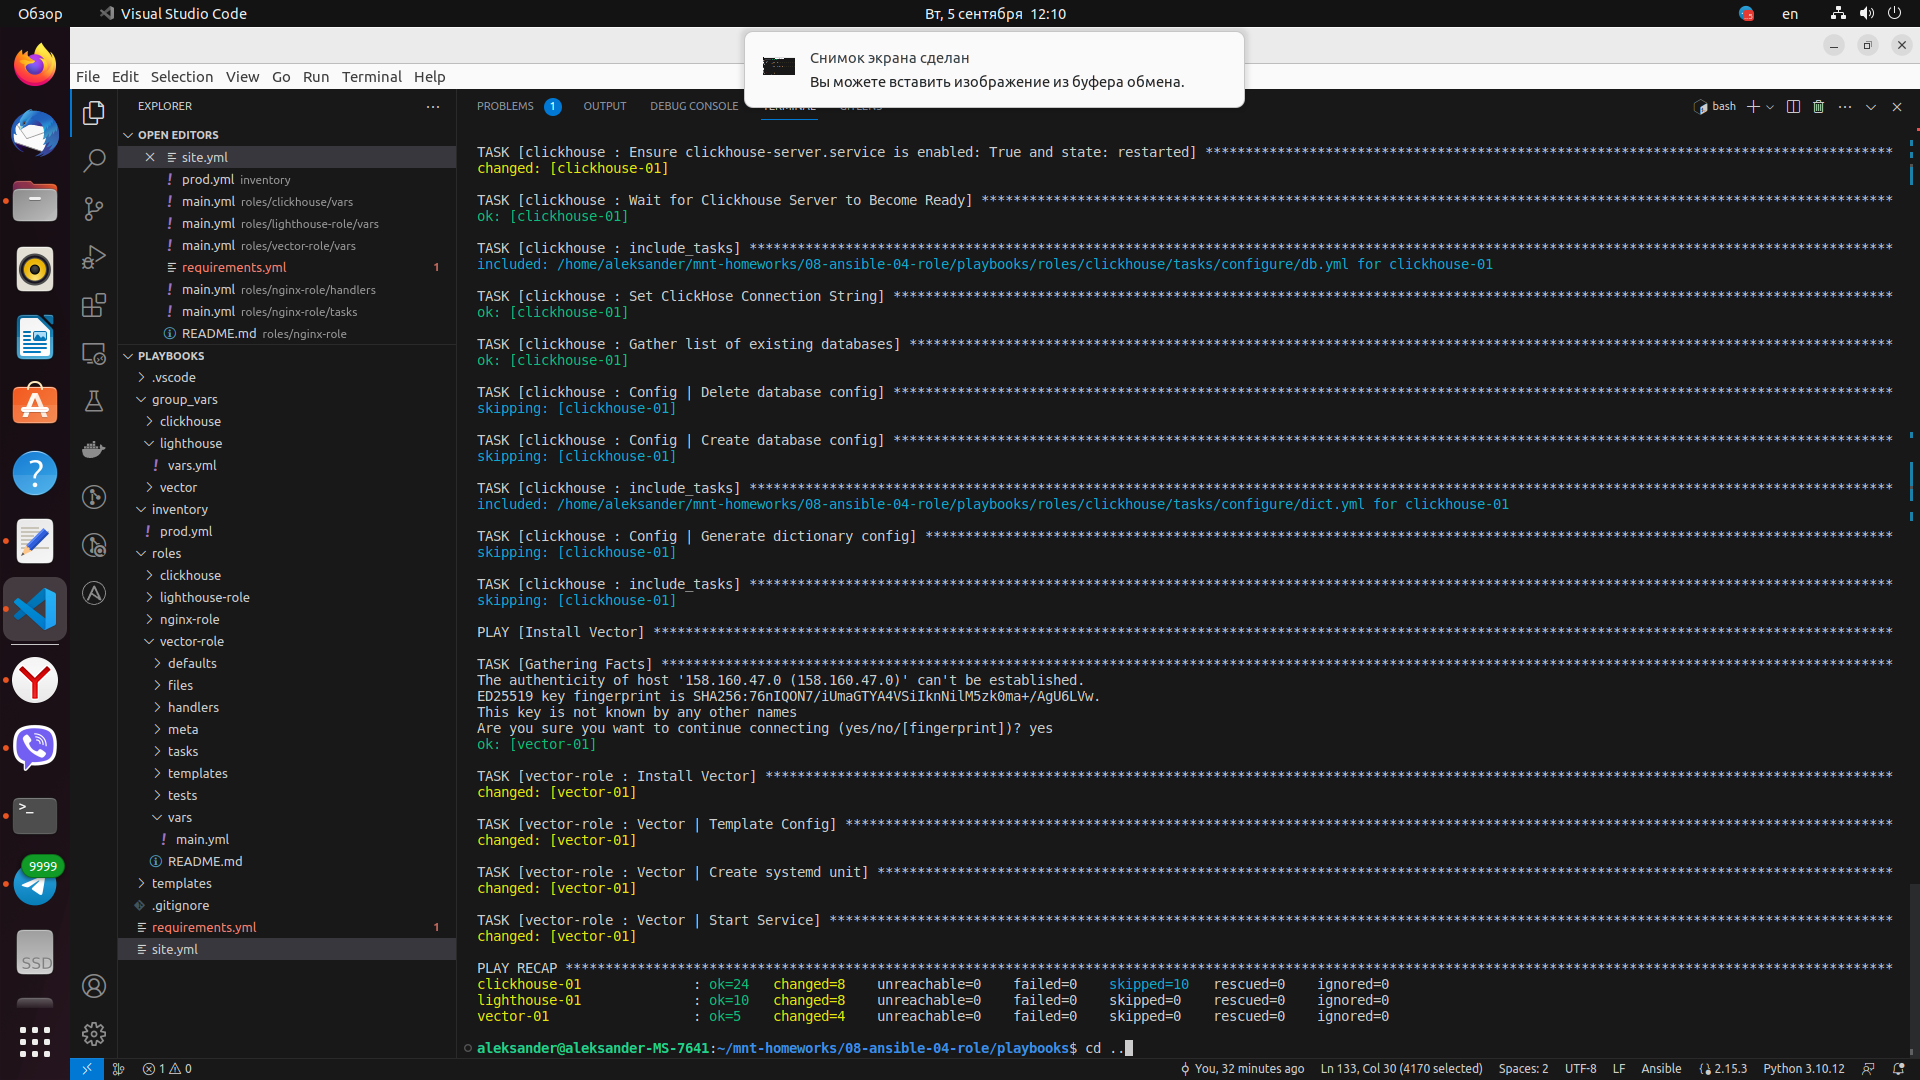 Обзор
Visual Studio Code
Вт, 5 сентября 12:10
en
Снимок экрана сделан
Вы можете вставить изображение из буфера обмена.
File Edit Selection View Go Run Terminal Help
EXPLORER
OPEN EDITORS
site.yml
prod.yml inventory
main.yml roles/clickhouse/vars
main.yml roles/lighthouse-role/vars
main.yml roles/vector-role/vars
requirements.yml 1
main.yml roles/nginx-role/handlers
main.yml roles/nginx-role/tasks
README.md roles/nginx-role
PLAYBOOKS
.vscode
group_vars
clickhouse
lighthouse
vars.yml
vector
inventory
prod.yml
roles
clickhouse
lighthouse-role
nginx-role
vector-role
defaults
files
handlers
meta
tasks
templates
tests
vars
main.yml
README.md
templates
.gitignore
requirements.yml 1
site.yml
9999
SSD
PROBLEMS 1 OUTPUT DEBUG CONSOLE TERMINAL
bash
TASK [clickhouse : Ensure clickhouse-server.service is enabled: True and state: restarted] ****
changed: [clickhouse-01]
TASK [clickhouse : Wait for Clickhouse Server to Become Ready] ****
ok: [clickhouse-01]
TASK [clickhouse : include_tasks] ****
included: /home/aleksander/mnt-homeworks/08-ansible-04-role/playbooks/roles/clickhouse/tasks/configure/db.yml for clickhouse-01
TASK [clickhouse : Set ClickHose Connection String] ****
ok: [clickhouse-01]
TASK [clickhouse : Gather list of existing databases] ****
ok: [clickhouse-01]
TASK [clickhouse : Config | Delete database config] ****
skipping: [clickhouse-01]
TASK [clickhouse : Config | Create database config] ****
skipping: [clickhouse-01]
TASK [clickhouse : include_tasks] ****
included: /home/aleksander/mnt-homeworks/08-ansible-04-role/playbooks/roles/clickhouse/tasks/configure/dict.yml for clickhouse-01
TASK [clickhouse : Config | Generate dictionary config] ****
skipping: [clickhouse-01]
TASK [clickhouse : include_tasks] ****
skipping: [clickhouse-01]
PLAY [Install Vector] ****
TASK [Gathering Facts] ****
The authenticity of host '158.160.47.0 (158.160.47.0)' can't be established.
ED25519 key fingerprint is SHA256:76nIQON7/iUmaGTYA4VSiIknNilM5zk0ma+/AgU6LVw.
This key is not known by any other names
Are you sure you want to continue connecting (yes/no/[fingerprint])? yes
ok: [vector-01]
TASK [vector-role : Install Vector] ****
changed: [vector-01]
TASK [vector-role : Vector | Template Config] ****
changed: [vector-01]
TASK [vector-role : Vector | Create systemd unit] ****
changed: [vector-01]
TASK [vector-role : Vector | Start Service] ****
changed: [vector-01]
PLAY RECAP ****
clickhouse-01 : ok=24 changed=8 unreachable=0 failed=0 skipped=10 rescued=0 ignored=0
lighthouse-01 : ok=10 changed=8 unreachable=0 failed=0 skipped=0 rescued=0 ignored=0
vector-01 : ok=5 changed=4 unreachable=0 failed=0 skipped=0 rescued=0 ignored=0
aleksander@aleksander-MS-7641:~/mnt-homeworks/08-ansible-04-role/playbooks$ cd ..
1 0 You, 32 minutes ago Ln 133, Col 30 (4170 selected) Spaces: 2 UTF-8 LF Ansible 2.15.3 Python 3.10.12